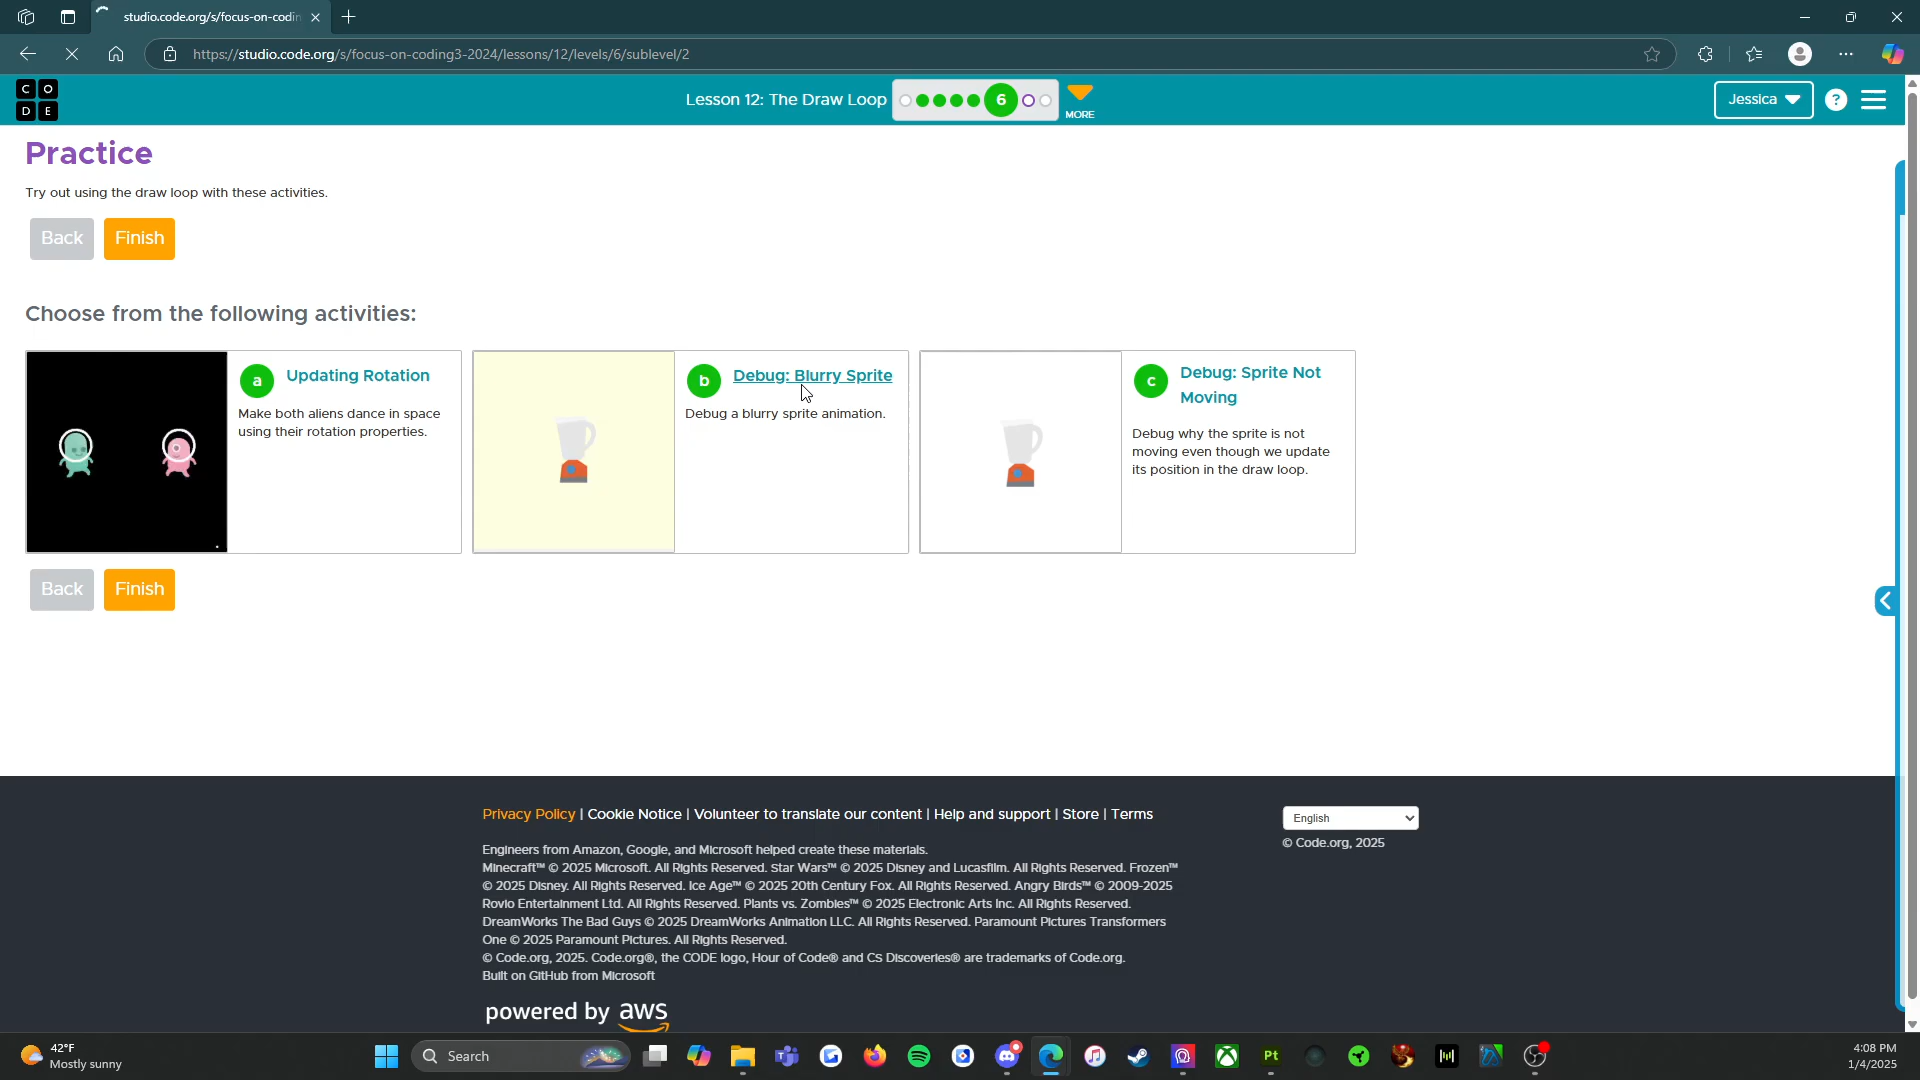 studio.code.org/s/focus-on-codin
https://studio.code.org/s/focus-on-coding3-2024/lessons/12/levels/6/sublevel/2
CODE
Lesson 12: The Draw Loop
6
MORE
Jessica
?
Practice
Try out using the draw loop with these activities.
Back
Finish
Choose from the following activities:
a
Updating Rotation
Make both aliens dance in space
using their rotation properties.
b
Debug: Blurry Sprite
Debug a blurry sprite animation.
c
Debug: Sprite Not
Moving
Debug why the sprite is not
moving even though we update
its position in the draw loop.
Back
Finish
Privacy Policy | Cookie Notice | Volunteer to translate our content | Help and support | Store | Terms
English
© Code.org, 2025
Engineers from Amazon, Google, and Microsoft helped create these materials.
Minecraft™ © 2025 Microsoft. All Rights Reserved. Star Wars™ © 2025 Disney and Lucasfilm. All Rights Reserved. Frozen™
© 2025 Disney. All Rights Reserved. Ice Age™ © 2025 20th Century Fox. All Rights Reserved. Angry Birds™ © 2009-2025
Rovio Entertainment Ltd. All Rights Reserved. Plants vs. Zombies™ © 2025 Electronic Arts Inc. All Rights Reserved.
DreamWorks The Bad Guys © 2025 DreamWorks Animation LLC. All Rights Reserved. Paramount Pictures Transformers
One © 2025 Paramount Pictures. All Rights Reserved.
© Code.org, 2025. Code.org®, the CODE logo, Hour of Code® and CS Discoveries® are trademarks of Code.org.
Built on GitHub from Microsoft
powered by aws
42°F
Mostly sunny
Search
Pt
4:08 PM
1/4/2025